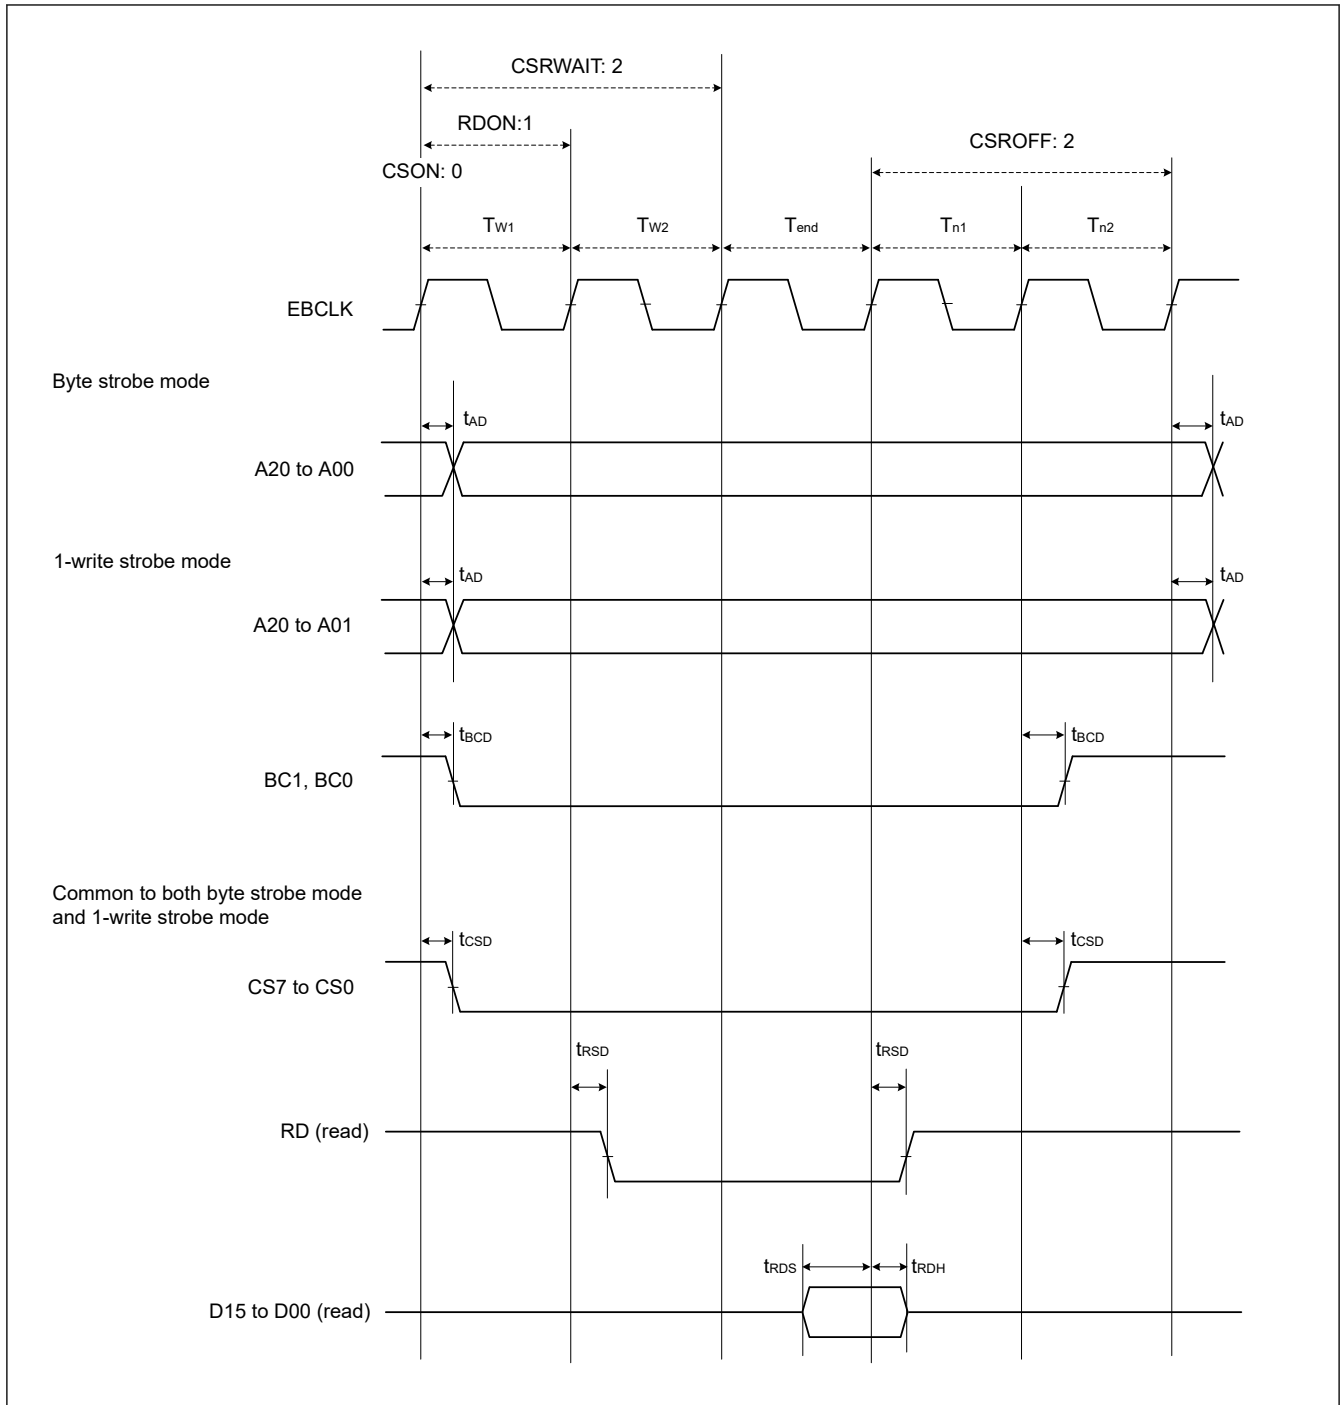 CSRWAIT: 2
RDON:1
CSROFF: 2
CSON: 0
TW1
TW2
Tend
Tn1
Tn2
EBCLK
Byte strobe mode
tAD
tAD
A20 to A00
1-write strobe mode
tAD
tAD
A20 to A01
tBCD
tBCD
BC1, BC0
Common to both byte strobe mode
and 1-write strobe mode
tCSD
tCSD
CS7 to CS0
tRSD
tRSD
RD (read)
tRDS
tRDH
D15 to D00 (read)